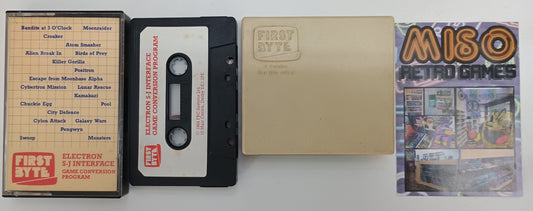 Bandits at 3 O'Clock Moonraider
Croaker
Atom Smasher
Alien Break In Birds of Prey
Killer Gorilla
Positron
Escape from Moonbase Alpha
Cybertron Mission Lunar Rescue
Kamakazi
Chuckie Egg Pool
City Defence
Cylon Attack Galaxy Wars
Pengwyn
Swoop Monsters
FIRST
BYTE
ELECTRON
S-J INTERFACE
GAME CONVERSION
PROGRAM
ELECTRON S-J INTERFACE
GAME CONVERSION PROGRAM
FIRST
BYTE
FIRST
BYTE
MISO
RETRO GAMES